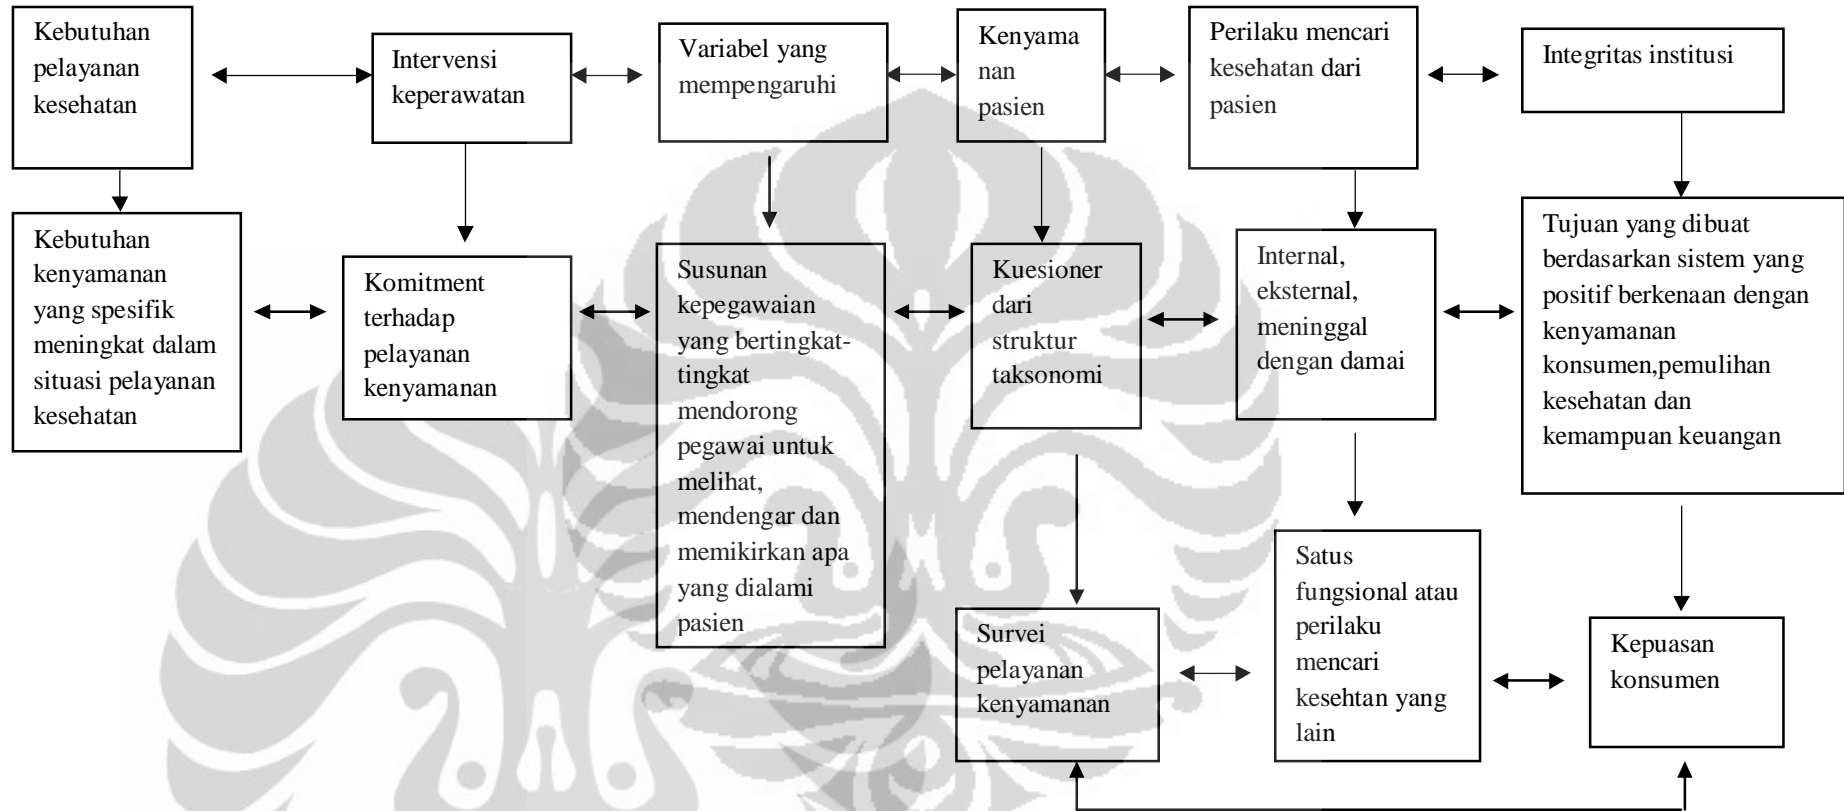 Kebutuhan
pelayanan
kesehatan
Intervensi
keperawatan
Variabel yang
mempengaruhi
Kenyama
nan
pasien
Perilaku mencari
kesehatan dari
pasien
Integritas institusi
Kebutuhan
kenyamanan
yang spesifik
meningkat dalam
situasi pelayanan
kesehatan
Komitment
terhadap
pelayanan
kenyamanan
Susunan
kepegawaian
yang bertingkat-
tingkat
mendorong
pegawai untuk
melihat,
mendengar dan
memikirkan apa
yang dialami
pasien
Kuesioner
dari
struktur
taksonomi
Internal,
eksternal,
meninggal
dengan damai
Tujuan yang dibuat
berdasarkan sistem yang
positif berkenaan dengan
kenyamanan
konsumen,pemulihan
kesehatan dan
kemampuan keuangan
Survei
pelayanan
kenyamanan
Satus
fungsional atau
perilaku
mencari
kesehtan yang
lain
Kepuasan
konsumen